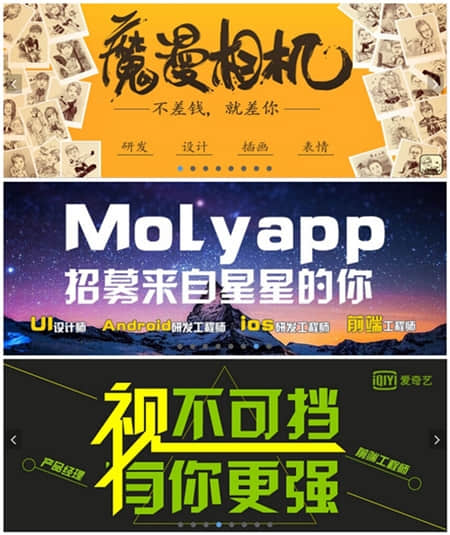 魔漫相机
不差钱，就差你
研发 设计 插画 表情
MoLyapp
招募来自星星的你
UI设计师 Android研发工程师 ios研发工程师 前端工程师
iQIYI 爱奇艺
视不可挡
产品经理 前端工程师
有你更强